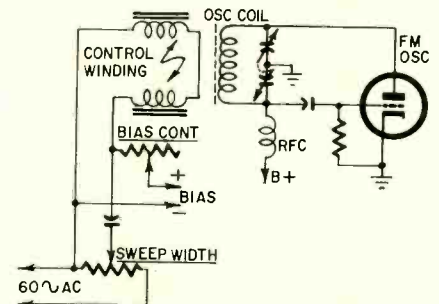 OSC COIL
FM
OSC
CONTROL
WINDING
BIAS CONT
RFC
+
BIAS
B+
−
SWEEP WIDTH
60∿AC